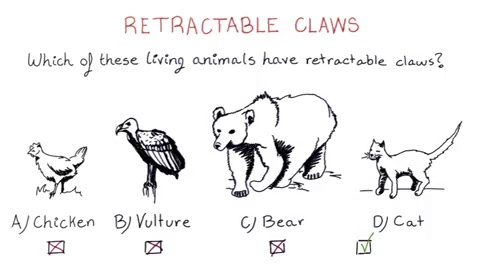 RETRACTABLE CLAWS
Which of these living animals have retractable claws?
A) Chicken B) Vulture C) Bear D) Cat